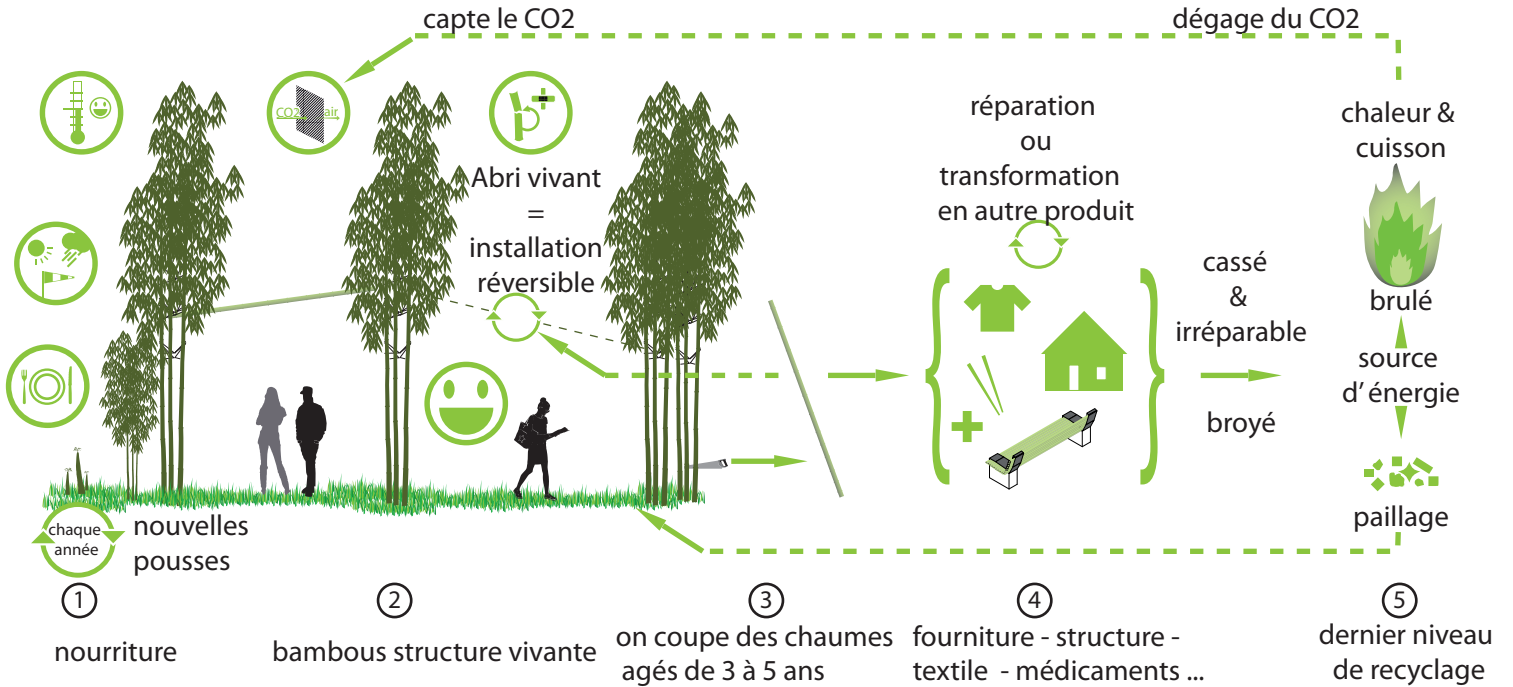 capte le CO2
dégage du CO2
CO2
air
Abri vivant
=
installation
réversible
réparation
ou
transformation
en autre produit
cassé
&
irréparable
broyé
chaleur &
cuisson
brulé
source
d'énergie
paillage
chaque
année
nouvelles
pousses
1
nourriture
2
bambous structure vivante
3
on coupe des chaumes
agés de 3 à 5 ans
4
fourniture - structure -
textile - médicaments ...
5
dernier niveau
de recyclage